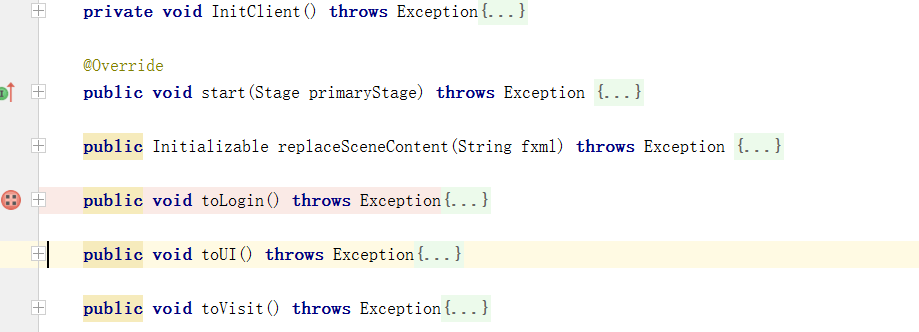 private void InitClient() throws Exception{...}
@Override
public void start(Stage primaryStage) throws Exception {...}
public Initializable replaceSceneContent(String fxml) throws Exception {...}
public void toLogin() throws Exception{...}
public void toUI() throws Exception{...}
public void toVisit() throws Exception{...}